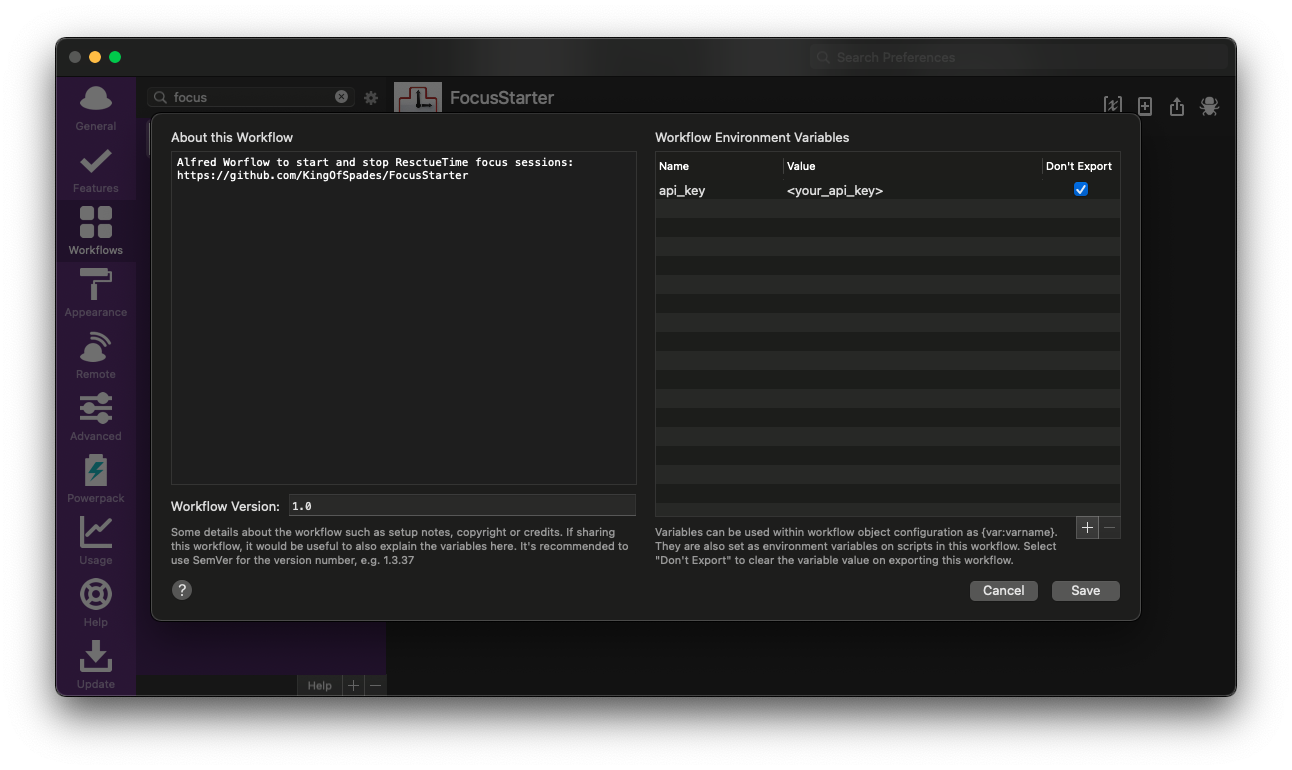 Search Preferences
General
Features
Workflows
Appearance
Remote
Advanced
Powerpack
Usage
Help
Update
focus
FocusStarter
About this Workflow
Alfred Worflow to start and stop ResctueTime focus sessions:
https://github.com/KingOfSpades/FocusStarter
Workflow Version: 1.0
Some details about the workflow such as setup notes, copyright or credits. If sharing
this workflow, it would be useful to also explain the variables here. It's recommended to
use SemVer for the version number, e.g. 1.3.37
?
Workflow Environment Variables
Name Value Don't Export
api_key <your_api_key>
Variables can be used within workflow object configuration as {var:varname}.
They are also set as environment variables on scripts in this workflow. Select
"Don't Export" to clear the variable value on exporting this workflow.
Cancel Save
Help